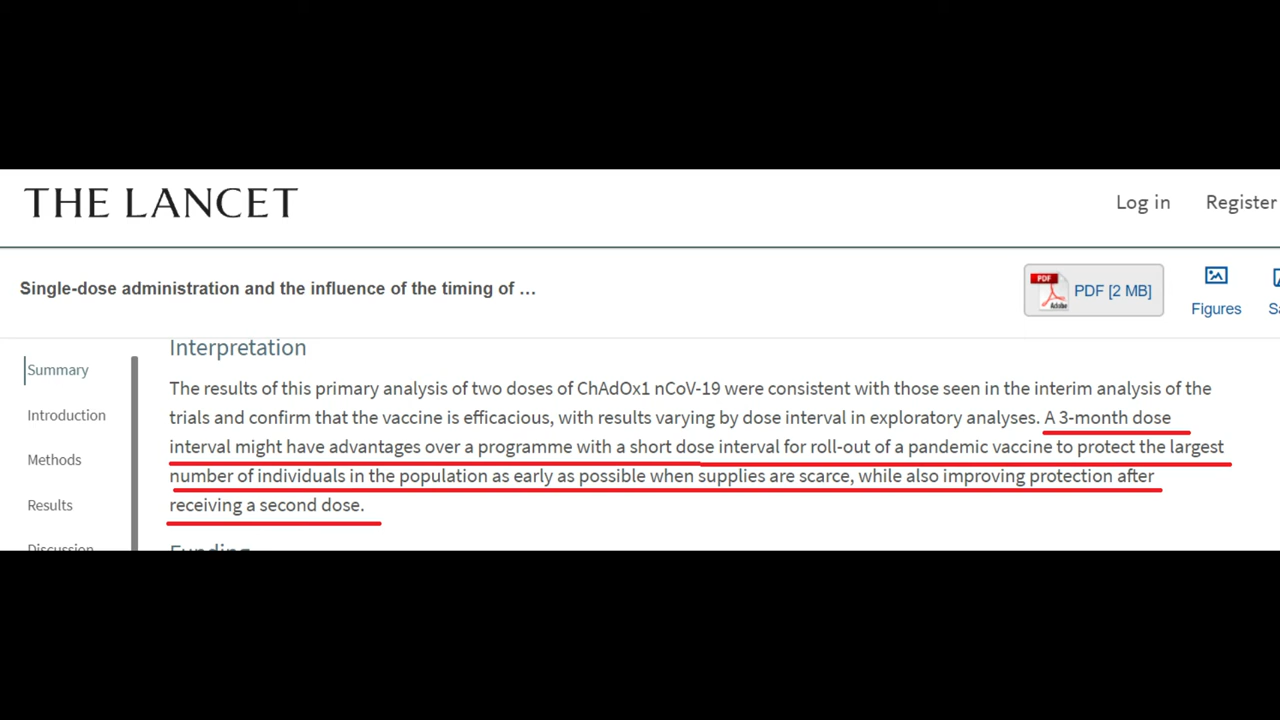 THE LANCET
Log in Register
Single-dose administration and the influence of the timing of …
PDF
Adobe
PDF [2 MB]
Figures
Summary
Introduction
Methods
Results
Discussion
Interpretation
The results of this primary analysis of two doses of ChAdOx1 nCoV-19 were consistent with those seen in the interim analysis of the
trials and confirm that the vaccine is efficacious, with results varying by dose interval in exploratory analyses. A 3-month dose
interval might have advantages over a programme with a short dose interval for roll-out of a pandemic vaccine to protect the largest
number of individuals in the population as early as possible when supplies are scarce, while also improving protection after
receiving a second dose.
Funding